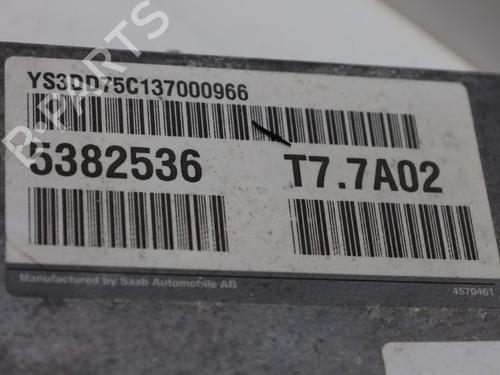 YS3DD75C137000966
5382536 T7.7A02
Manufactured by Saab Automobile AB 4570461
R-PARTS